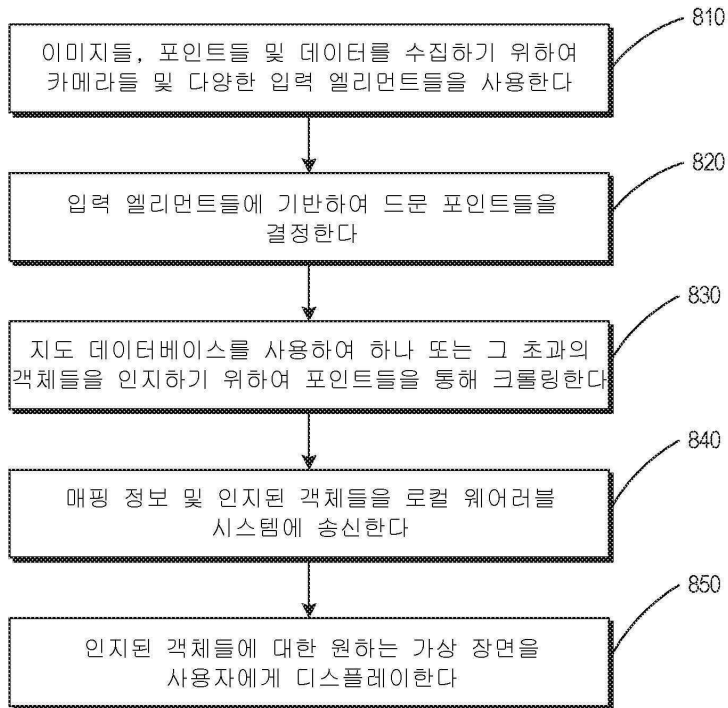 810
이미지들, 포인트들 및 데이터를 수집하기 위하여
카메라들 및 다양한 입력 엘리먼트들을 사용한다
820
입력 엘리먼트들에 기반하여 드문 포인트들을
결정한다
830
지도 데이터베이스를 사용하여 하나 또는 그 초과의
객체들을 인지하기 위하여 포인트들을 통해 크롤링한다
840
매핑 정보 및 인지된 객체들을 로컬 웨어러블
시스템에 송신한다
850
인지된 객체들에 대한 원하는 가상 장면을
사용자에게 디스플레이한다